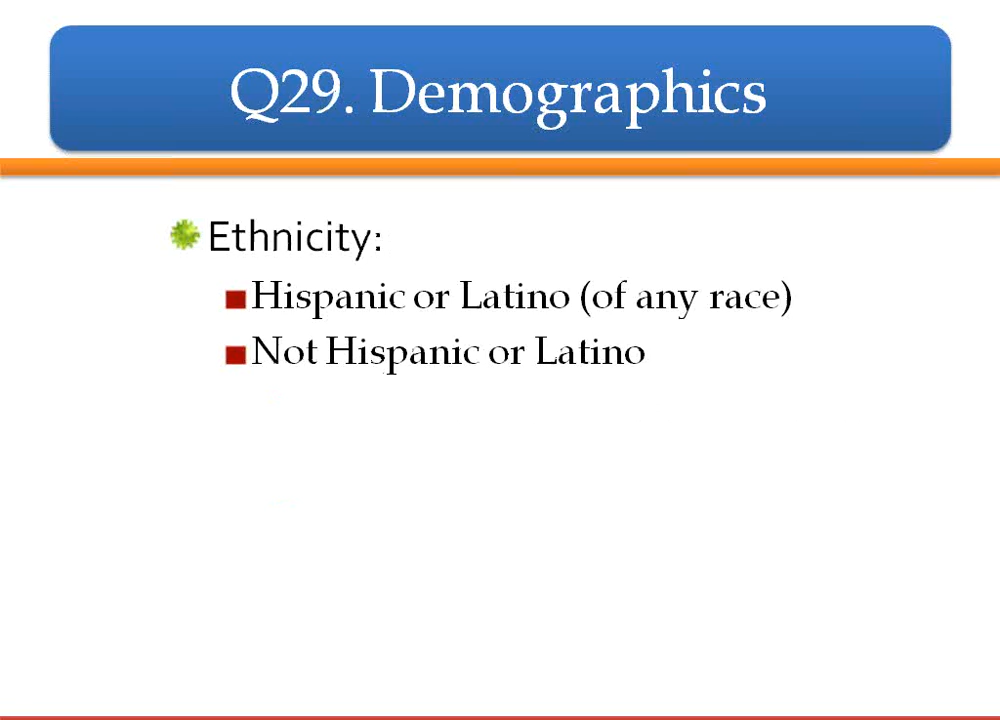 Q29. Demographics
Ethnicity:
Hispanic or Latino (of any race)
Not Hispanic or Latino